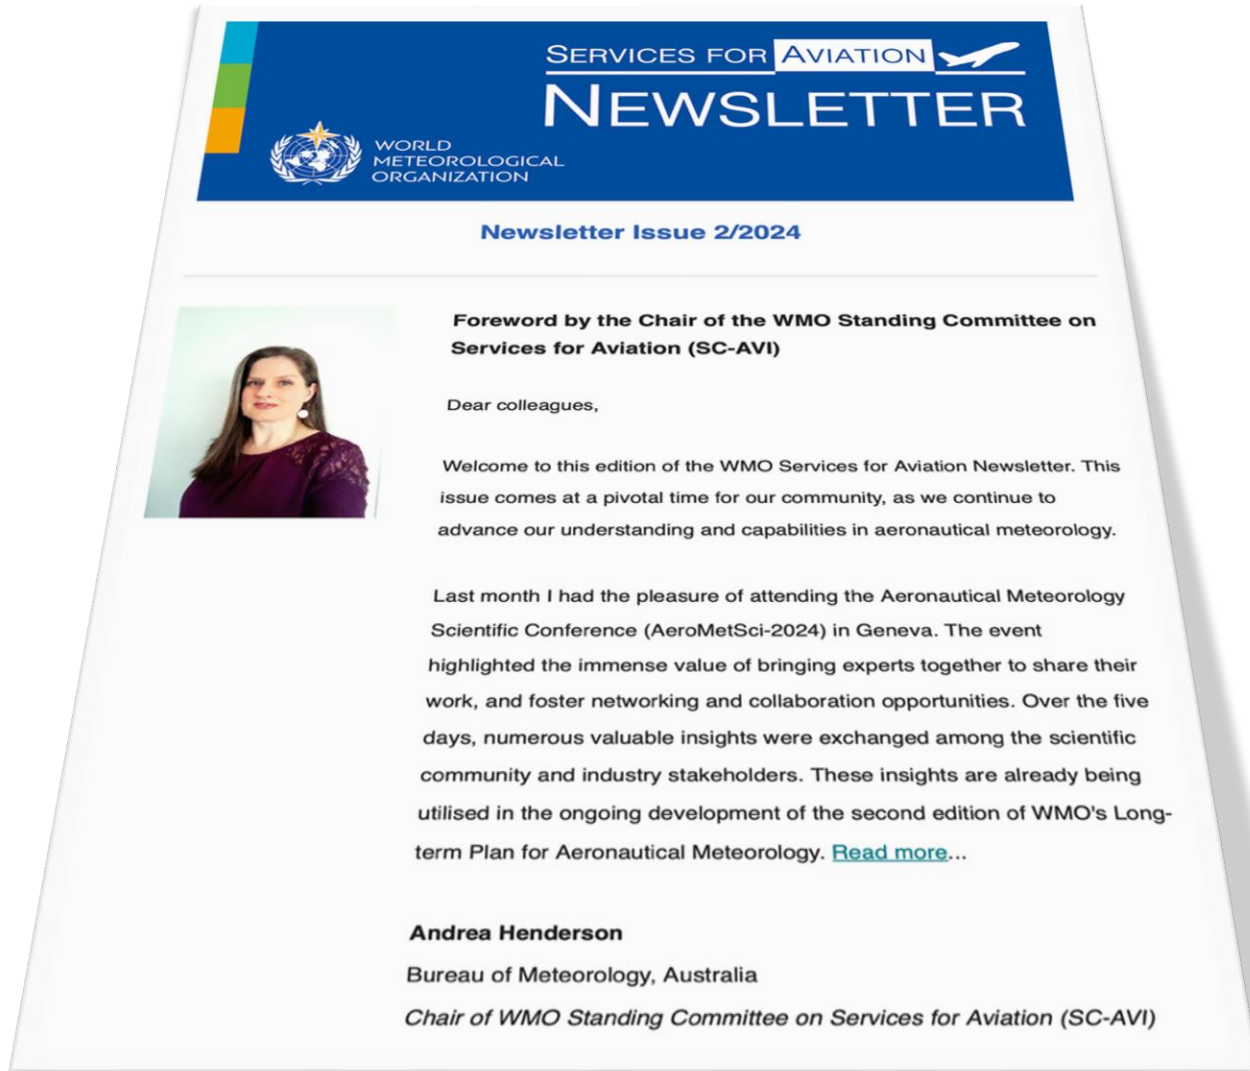 SERVICES FOR AVIATION
NEWSLETTER
WORLD
METEOROLOGICAL
ORGANIZATION
Newsletter Issue 2/2024
Foreword by the Chair of the WMO Standing Committee on
Services for Aviation (SC-AVI)
Dear colleagues,
Welcome to this edition of the WMO Services for Aviation Newsletter. This
issue comes at a pivotal time for our community, as we continue to
advance our understanding and capabilities in aeronautical meteorology.
Last month I had the pleasure of attending the Aeronautical Meteorology
Scientific Conference (AeroMetSci-2024) in Geneva. The event
highlighted the immense value of bringing experts together to share their
work, and foster networking and collaboration opportunities. Over the five
days, numerous valuable insights were exchanged among the scientific
community and industry stakeholders. These insights are already being
utilised in the ongoing development of the second edition of WMO's Long-
term Plan for Aeronautical Meteorology. Read more...
Andrea Henderson
Bureau of Meteorology, Australia
Chair of WMO Standing Committee on Services for Aviation (SC-AVI)